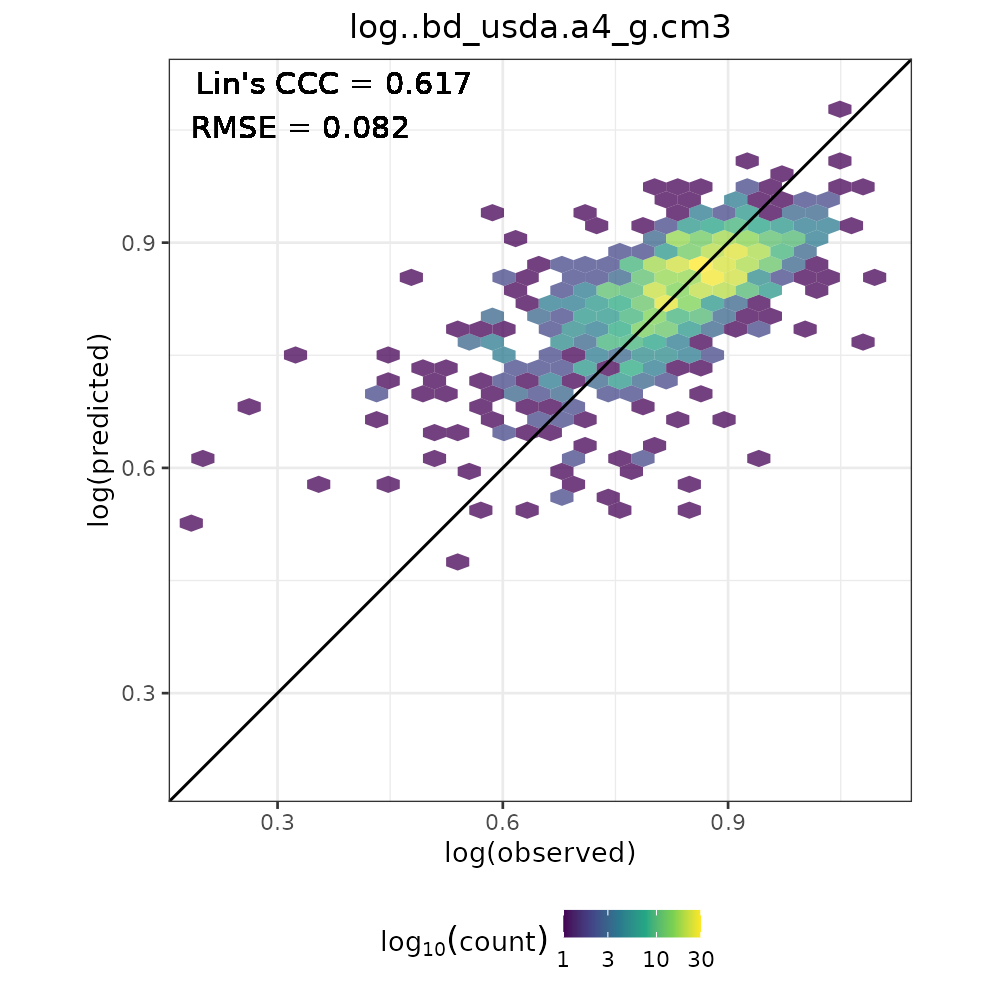 log..bd_usda.a4_g.cm3
Lin's CCC = 0.617
RMSE = 0.082
log(predicted)
0.9
0.6
0.3
0.3 0.6 0.9
log(observed)
log₁₀(count)
1 3 10 30